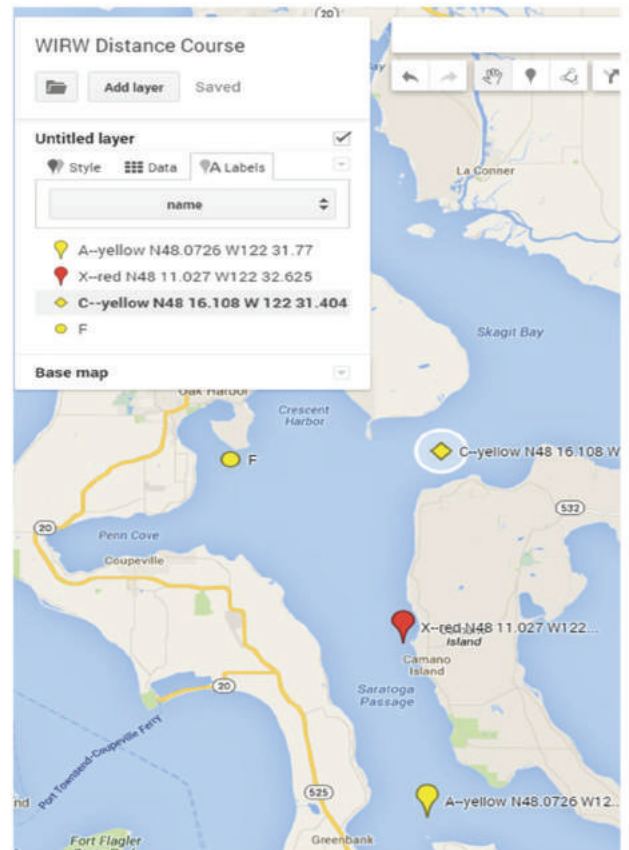 (20)
WIRW Distance Course
Add layer Saved
Untitled layer
Style Data A Labels
name
A--yellow N48.0726 W122 31.77
X--red N48 11.027 W122 32.625
C--yellow N48 16.108 W 122 31.404
F
Base map
La Conner
Skagit Bay
Oak Harbor
Crescent
Harbor
F
C--yellow N48 16.108 W
532
20
Penn Cove
Coupeville
X--red N48 11.027 W122...
Island
Camano
Island
20
Saratoga
Passage
Port Townsend-Coupeville Ferry
525
A--yellow N48.0726 W12...
nd
Fort Flagler
Greenbank